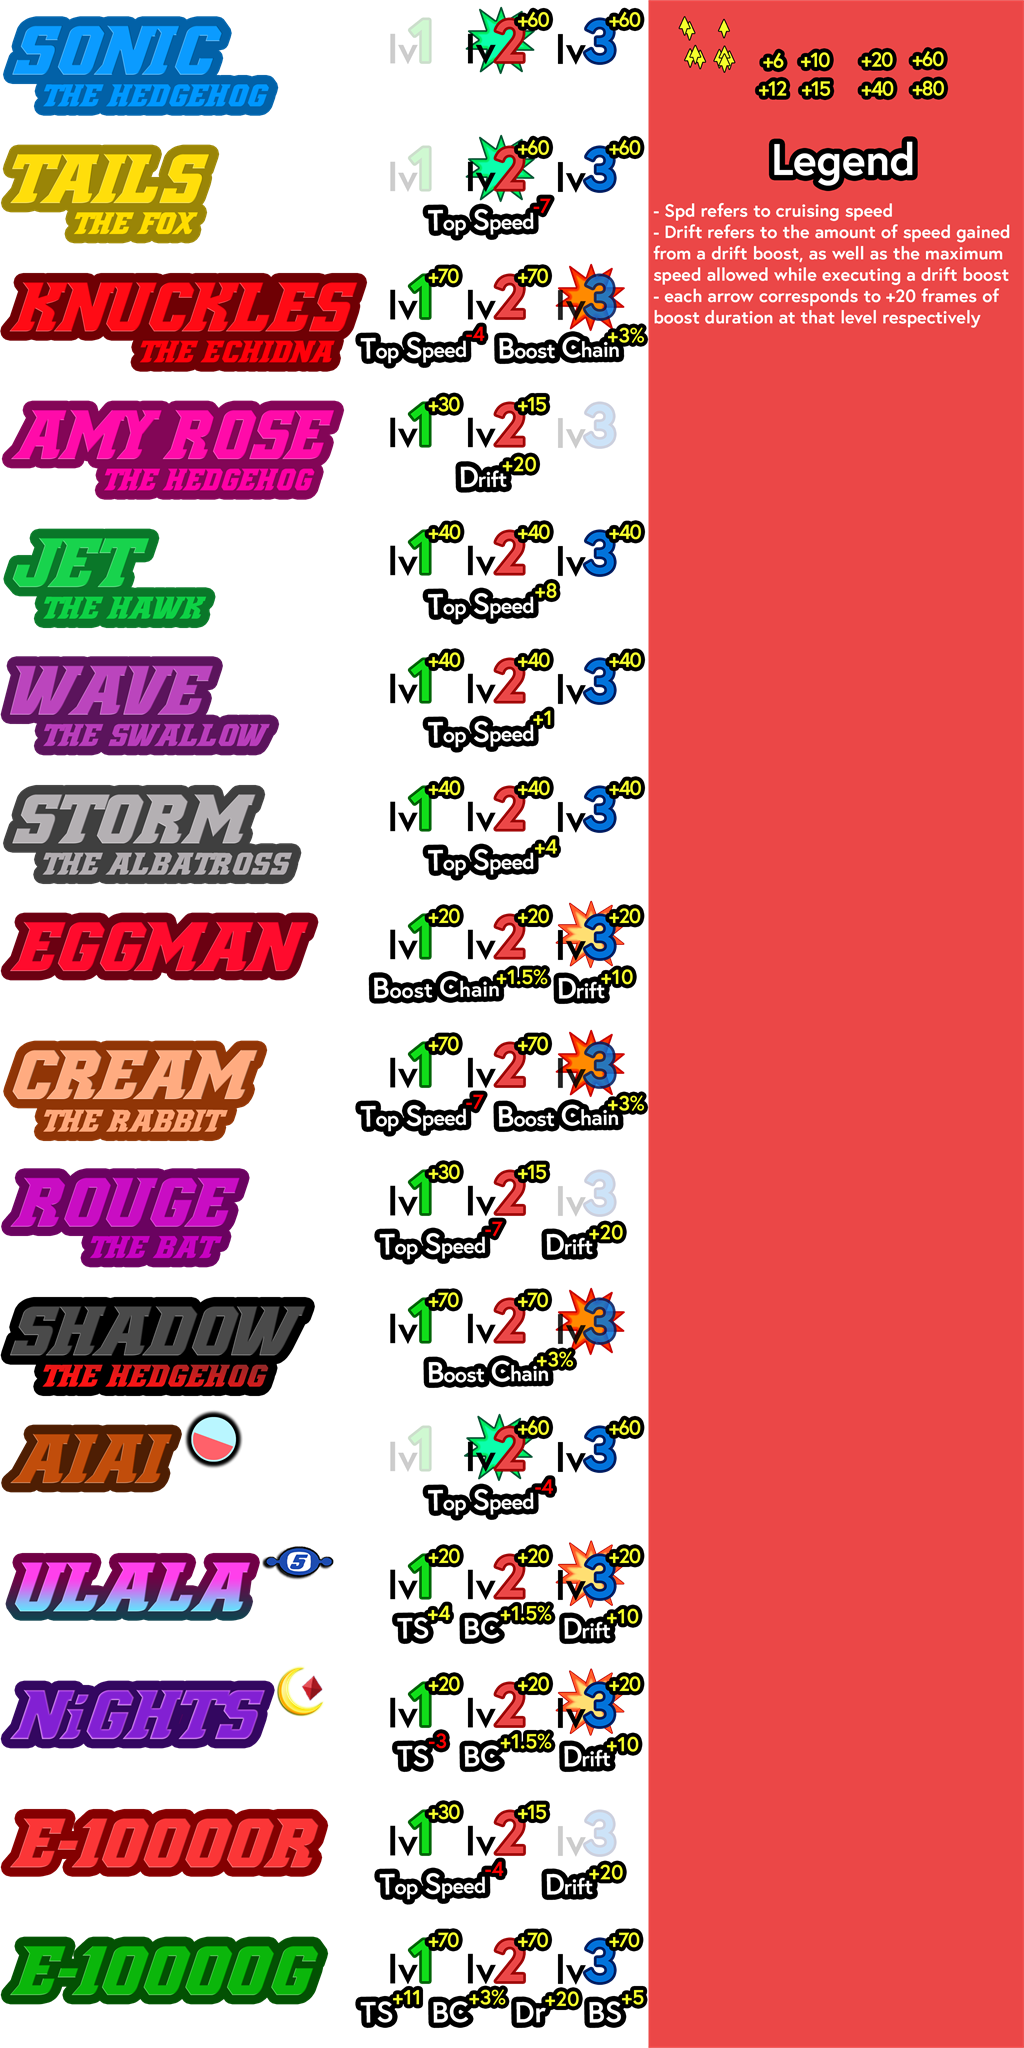 SONIC
THE HEDGEHOG
lv1 lv2 +60 lv3 +60
TAILS
THE FOX
lv1 lv2 +60 lv3 +60
Top Speed -7
KNUCKLES
THE ECHIDNA
lv1 +70 lv2 +70 lv3
Top Speed -4 Boost Chain +3%
AMY ROSE
THE HEDGEHOG
lv1 +30 lv2 +15 lv3
Drift +20
JET
THE HAWK
lv1 +40 lv2 +40 lv3 +40
Top Speed +8
WAVE
THE SWALLOW
lv1 +40 lv2 +40 lv3 +40
Top Speed +1
STORM
THE ALBATROSS
lv1 +40 lv2 +40 lv3 +40
Top Speed +4
EGGMAN
lv1 +20 lv2 +20 lv3 +20
Boost Chain +1.5% Drift +10
CREAM
THE RABBIT
lv1 +70 lv2 +70 lv3
Top Speed -7 Boost Chain +3%
ROUGE
THE BAT
lv1 +30 lv2 +15 lv3
Top Speed -7 Drift +20
SHADOW
THE HEDGEHOG
lv1 +70 lv2 +70 lv3
Boost Chain +3%
AIAI
lv1 lv2 +60 lv3 +60
Top Speed -4
ULALA 5
lv1 +20 lv2 +20 lv3 +20
TS +4 BC +1.5% Drift +10
NiGHTS
lv1 +20 lv2 +20 lv3 +20
TS -3 BC +1.5% Drift +10
E-10000R
lv1 +30 lv2 +15 lv3
Top Speed -4 Drift +20
E-10000G
lv1 +70 lv2 +70 lv3 +70
TS +11 BC +3% Dr +20 BS +5
+6 +10 +20 +60
+12 +15 +40 +80
Legend
- Spd refers to cruising speed
- Drift refers to the amount of speed gained
from a drift boost, as well as the maximum
speed allowed while executing a drift boost
- each arrow corresponds to +20 frames of
boost duration at that level respectively